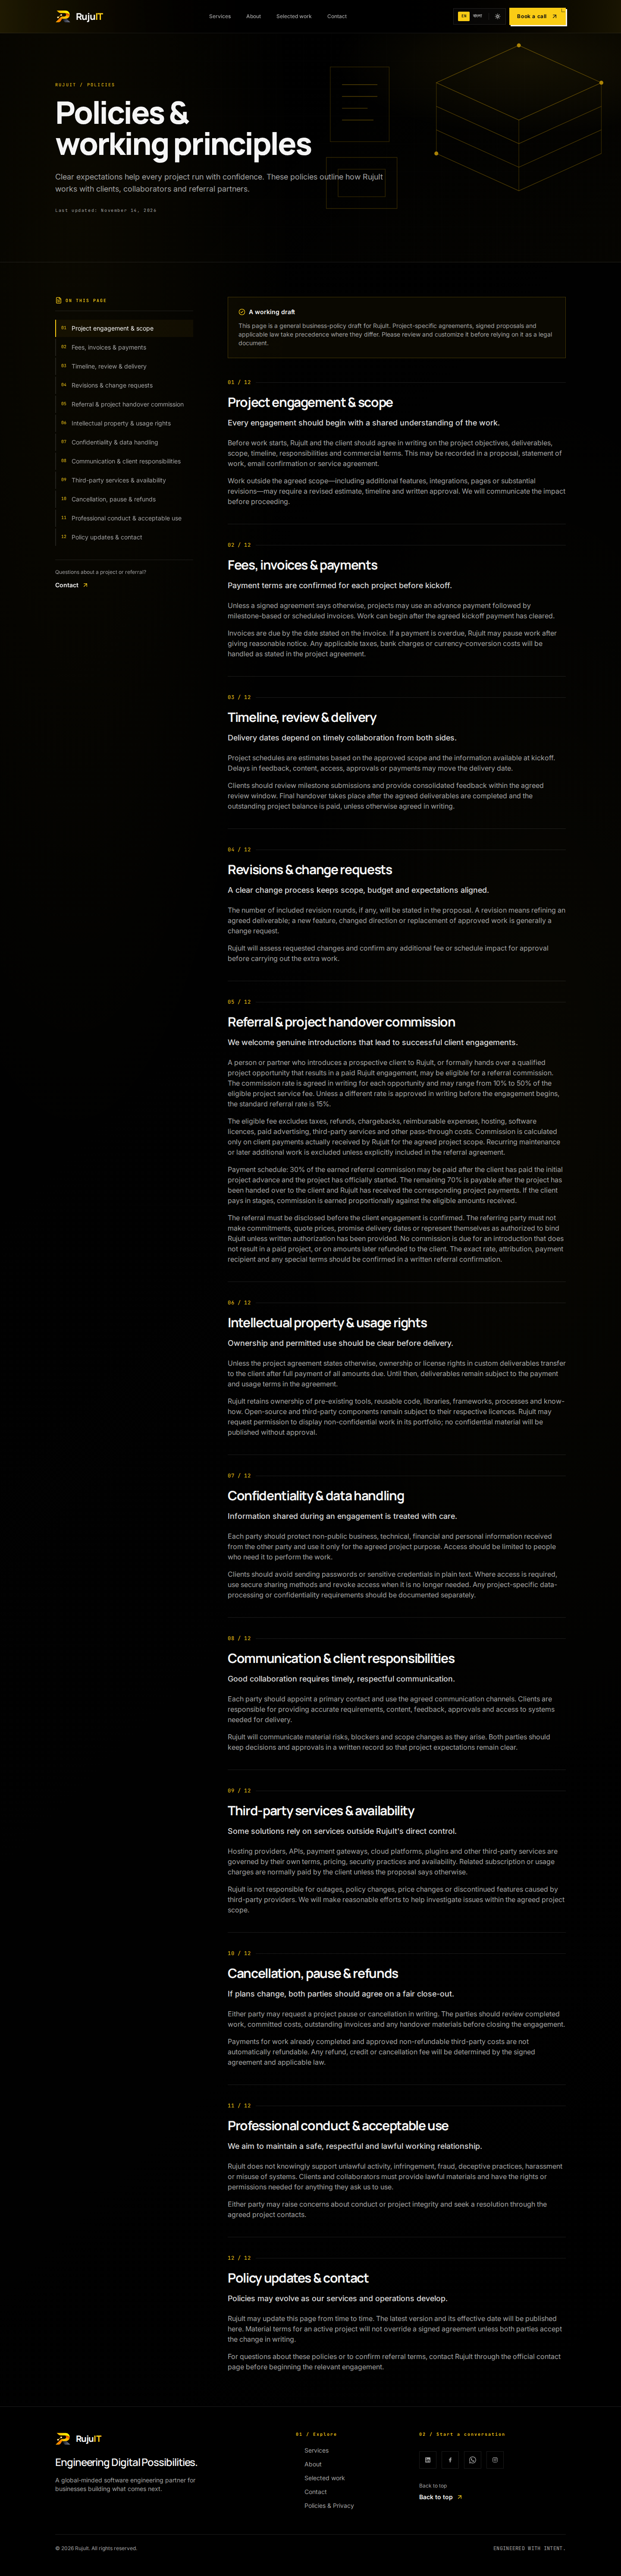 RujuIT
Services About Selected work Contact
EN বাংলা
Book a call
RUJUIT / POLICIES
Policies &
working principles
Clear expectations help every project run with confidence. These policies outline how RujuIt
works with clients, collaborators and referral partners.
ON THIS PAGE
01 Project engagement & scope
02 Fees, invoices & payments
03 Timeline, review & delivery
04 Revisions & change requests
05 Referral & project handover commission
06 Intellectual property & usage rights
07 Confidentiality & data handling
08 Communication & client responsibilities
09 Third-party services & availability
10 Cancellation, pause & refunds
11 Professional conduct & acceptable use
12 Policy updates & contact
Questions about a project or referral?
Contact
A working draft
This page is a general business-policy draft for RujuIt. Project-specific agreements, signed proposals and
applicable law take precedence where they differ. Please review and customize it before relying on it as a legal
document.
01 / 12
Project engagement & scope
Every engagement should begin with a shared understanding of the work.
Before work starts, RujuIt and the client should agree in writing on the project objectives, deliverables,
scope, timeline, responsibilities and commercial terms. This may be recorded in a proposal, statement of
work, email confirmation or service agreement.
Work outside the agreed scope—including additional features, integrations, pages or substantial
revisions—may require a revised estimate, timeline and written approval. We will communicate the impact
before proceeding.
02 / 12
Fees, invoices & payments
Payment terms are confirmed for each project before kickoff.
Unless a signed agreement says otherwise, projects may use an advance payment followed by
milestone-based or scheduled invoices. Work can begin after the agreed kickoff payment has cleared.
Invoices are due by the date stated on the invoice. If a payment is overdue, RujuIt may pause work after
giving reasonable notice. Any applicable taxes, bank charges or currency-conversion costs will be
handled as stated in the project agreement.
03 / 12
Timeline, review & delivery
Delivery dates depend on timely collaboration from both sides.
Project schedules are estimates based on the approved scope and the information available at kickoff.
Delays in feedback, content, access, approvals or payments may move the delivery date.
Clients should review milestone submissions and provide consolidated feedback within the agreed
review window. Final handover takes place after the agreed deliverables are completed and the
outstanding project balance is paid, unless otherwise agreed in writing.
04 / 12
Revisions & change requests
A clear change process keeps scope, budget and expectations aligned.
The number of included revision rounds, if any, will be stated in the proposal. A revision means refining an
agreed deliverable; a new feature, changed direction or replacement of approved work is generally a
change request.
RujuIt will assess requested changes and confirm any additional fee or schedule impact for approval
before carrying out the extra work.
05 / 12
Referral & project handover commission
We welcome genuine introductions that lead to successful client engagements.
A person or partner who introduces a prospective client to RujuIt, or formally hands over a qualified
project opportunity that results in a paid RujuIt engagement, may be eligible for a referral commission.
The commission rate is agreed in writing for each opportunity and may range from 10% to 50% of the
eligible project service fee. Unless a different rate is approved in writing before the engagement begins,
the standard referral rate is 15%.
The eligible fee excludes taxes, refunds, chargebacks, reimbursable expenses, hosting, software
licences, paid advertising, third-party services and other pass-through costs. Commission is calculated
only on client payments actually received by RujuIt for the agreed project scope. Recurring maintenance
or later additional work is excluded unless explicitly included in the referral agreement.
Payment schedule: 30% of the earned referral commission may be paid after the client has paid the initial
project advance and the project has officially started. The remaining 70% is payable after the project has
been handed over to the client and RujuIt has received the corresponding project payments. If the client
pays in stages, commission is earned proportionally against the eligible amounts received.
The referral must be disclosed before the client engagement is confirmed. The referring party must not
make commitments, quote prices, promise delivery dates or represent themselves as authorized to bind
RujuIt unless written authorization has been provided. No commission is due for an introduction that does
not result in a paid project, or on amounts later refunded to the client. The exact rate, attribution, payment
recipient and any special terms should be confirmed in a written referral confirmation.
06 / 12
Intellectual property & usage rights
Ownership and permitted use should be clear before delivery.
Unless the project agreement states otherwise, ownership or license rights in custom deliverables transfer
to the client after full payment of all amounts due. Until then, deliverables remain subject to the payment
and usage terms in the agreement.
RujuIt retains ownership of pre-existing tools, reusable code, libraries, frameworks, processes and know-
how. Open-source and third-party components remain subject to their respective licences. RujuIt may
request permission to display non-confidential work in its portfolio; no confidential material will be
published without approval.
07 / 12
Confidentiality & data handling
Information shared during an engagement is treated with care.
Each party should protect non-public business, technical, financial and personal information received
from the other party and use it only for the agreed project purpose. Access should be limited to people
who need it to perform the work.
Clients should avoid sending passwords or sensitive credentials in plain text. Where access is required,
use secure sharing methods and revoke access when it is no longer needed. Any project-specific data-
processing or confidentiality requirements should be documented separately.
08 / 12
Communication & client responsibilities
Good collaboration requires timely, respectful communication.
Each party should appoint a primary contact and use the agreed communication channels. Clients are
responsible for providing accurate requirements, content, feedback, approvals and access to systems
needed for delivery.
RujuIt will communicate material risks, blockers and scope changes as they arise. Both parties should
keep decisions and approvals in a written record so that project expectations remain clear.
09 / 12
Third-party services & availability
Some solutions rely on services outside RujuIt's direct control.
Hosting providers, APIs, payment gateways, cloud platforms, plugins and other third-party services are
governed by their own terms, pricing, security practices and availability. Related subscription or usage
charges are normally paid by the client unless the proposal says otherwise.
RujuIt is not responsible for outages, policy changes, price changes or discontinued features caused by
third-party providers. We will make reasonable efforts to help investigate issues within the agreed project
scope.
10 / 12
Cancellation, pause & refunds
If plans change, both parties should agree on a fair close-out.
Either party may request a project pause or cancellation in writing. The parties should review completed
work, committed costs, outstanding invoices and any handover materials before closing the engagement.
Payments for work already completed and approved non-refundable third-party costs are not
automatically refundable. Any refund, credit or cancellation fee will be determined by the signed
agreement and applicable law.
11 / 12
Professional conduct & acceptable use
We aim to maintain a safe, respectful and lawful working relationship.
RujuIt does not knowingly support unlawful activity, infringement, fraud, deceptive practices, harassment
or misuse of systems. Clients and collaborators must provide lawful materials and have the rights or
permissions needed for anything they ask us to use.
Either party may raise concerns about conduct or project integrity and seek a resolution through the
agreed project contacts.
12 / 12
Policy updates & contact
Policies may evolve as our services and operations develop.
RujuIt may update this page from time to time. The latest version and its effective date will be published
here. Material terms for an active project will not override a signed agreement unless both parties accept
the change in writing.
For questions about these policies or to confirm referral terms, contact RujuIt through the official contact
page before beginning the relevant engagement.
RujuIT
Engineering Digital Possibilities.
A global-minded software engineering partner for
businesses building what comes next.
01 / Explore
Services
About
Selected work
Contact
Policies & Privacy
02 / Start a conversation
Back to top
Back to top
© 2026 RujuIt. All rights reserved.
ENGINEERED WITH INTENT.